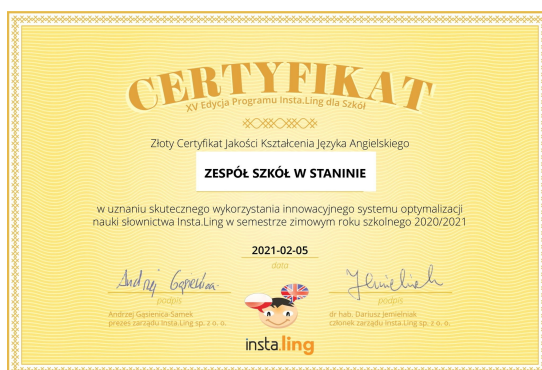 CERTYFIKAT
XV Edycja Programu Insta.Ling dla Szkół
Złoty Certyfikat Jakości Kształcenia Języka Angielskiego
ZESPÓŁ SZKÓŁ W STANINIE
w uznaniu skutecznego wykorzystania innowacyjnego systemu optymalizacji
nauki słownictwa Insta.Ling w semestrze zimowym roku szkolnego 2020/2021
2021-02-05
data
podpis
Andrzej Gąsienica-Samek
prezes zarządu Insta.Ling sp. z o. o.
podpis
dr hab. Dariusz Jemielniak
członek zarządu Insta.Ling sp. z o. o.
insta.ling